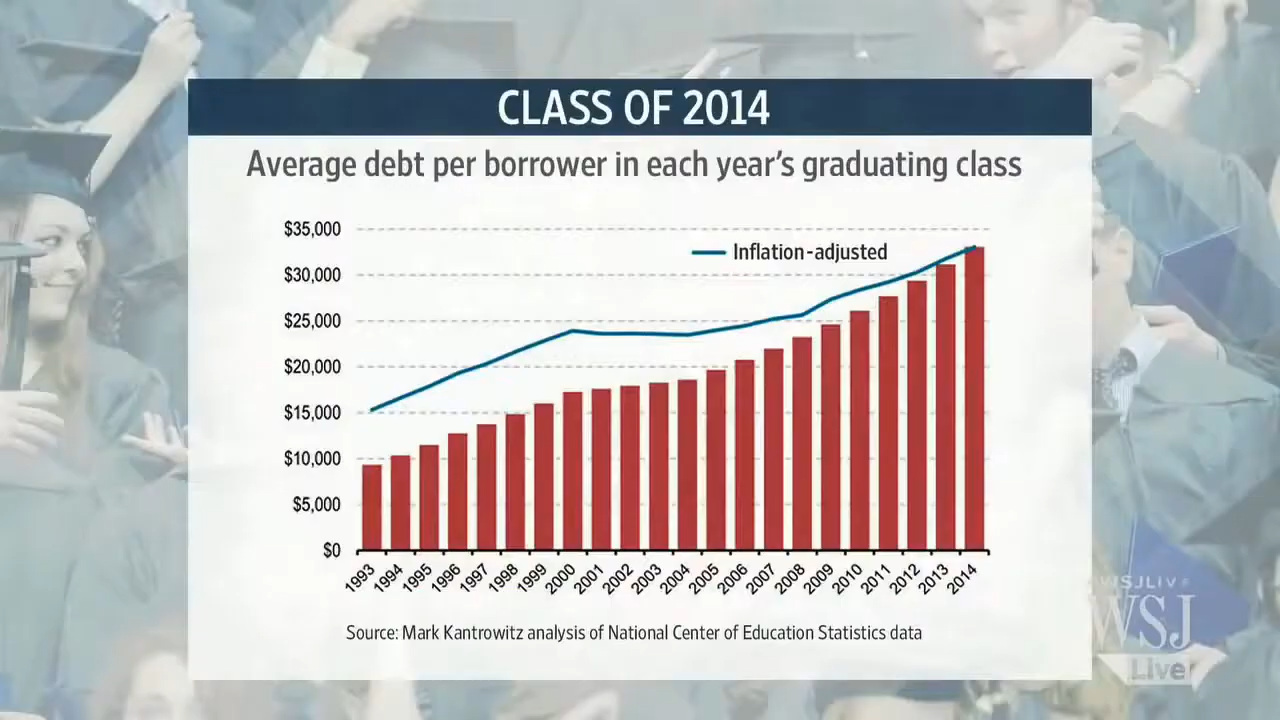 CLASS OF 2014
Average debt per borrower in each year's graduating class
$35,000
$30,000
$25,000
$20,000
$15,000
$10,000
$5,000
$0
Inflation-adjusted
1993 1994 1995 1996 1997 1998 1999 2000 2001 2002 2003 2004 2005 2006 2007 2008 2009 2010 2011 2012 2013 2014
Source: Mark Kantrowitz analysis of National Center of Education Statistics data
WSJLIVE
WSJ
Live